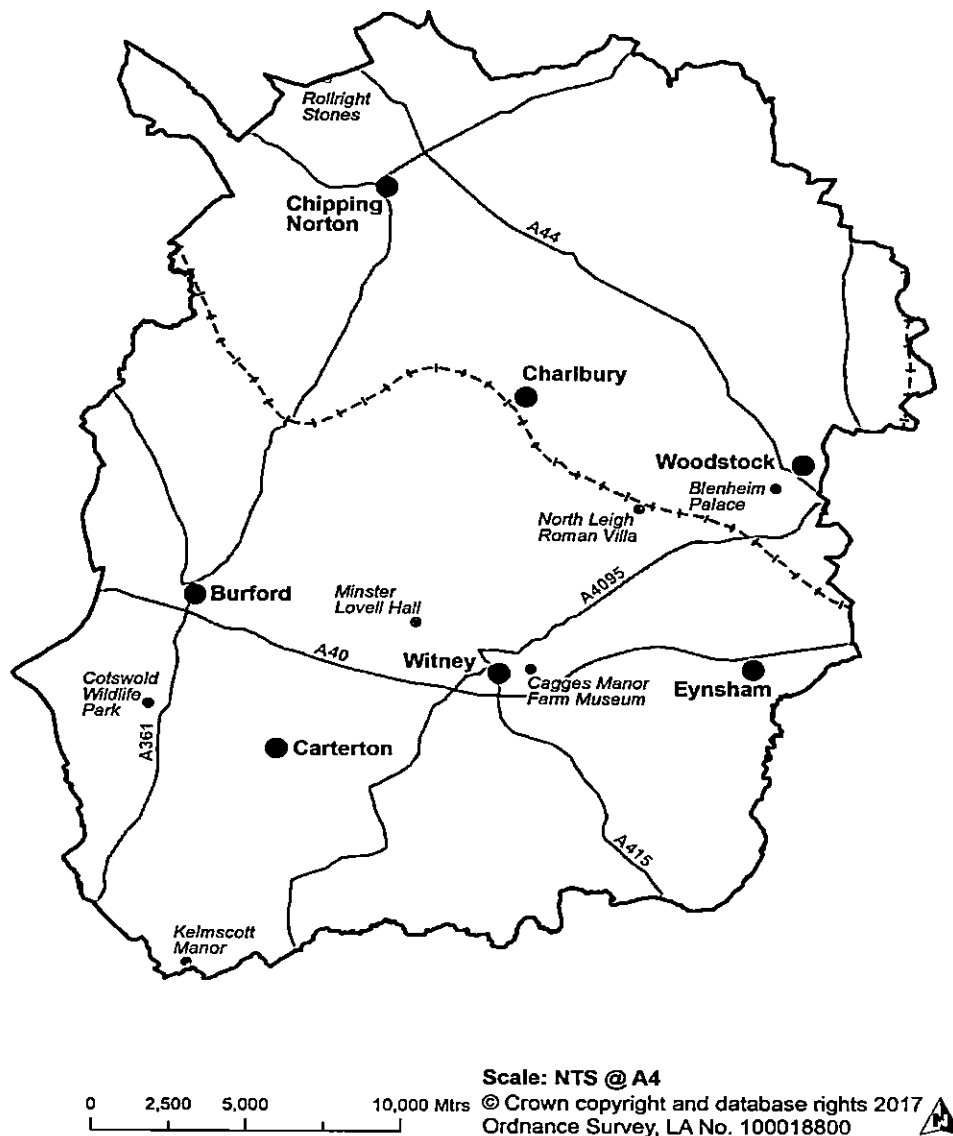 Rollright
Stones
Chipping
Norton
A44
Charlbury
Woodstock
Blenheim
Palace
North Leigh
Roman Villa
A4095
Burford
Minster
Lovell Hall
A40
Witney
Cagges Manor
Farm Museum
Eynsham
Cotswold
Wildlife
Park
A361
Carterton
A415
Kelmscott
Manor
Scale: NTS @ A4
0 2,500 5,000 10,000 Mtrs
© Crown copyright and database rights 2017
Ordnance Survey, LA No. 100018800
N